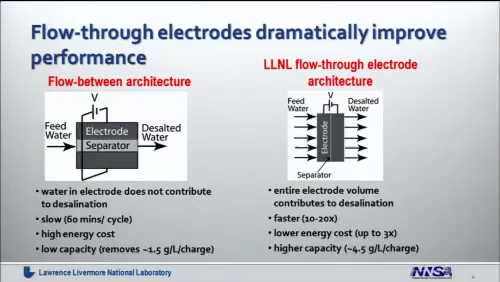 Flow-through electrodes dramatically improve
performance
Flow-between architecture
V
Feed
Water
Electrode
Separator
Desalted
Water
• water in electrode does not contribute
to desalination
• slow (60 mins/ cycle)
• high energy cost
• low capacity (removes ~1.5 g/L/charge)
LLNL flow-through electrode
architecture
V
Feed
Water
Desalted
Water
Electrode
Separator
• entire electrode volume
contributes to desalination
• faster (10-20x)
• lower energy cost (up to 3x)
• higher capacity (~4.5 g/L/charge)
Lawrence Livermore National Laboratory
NNSA